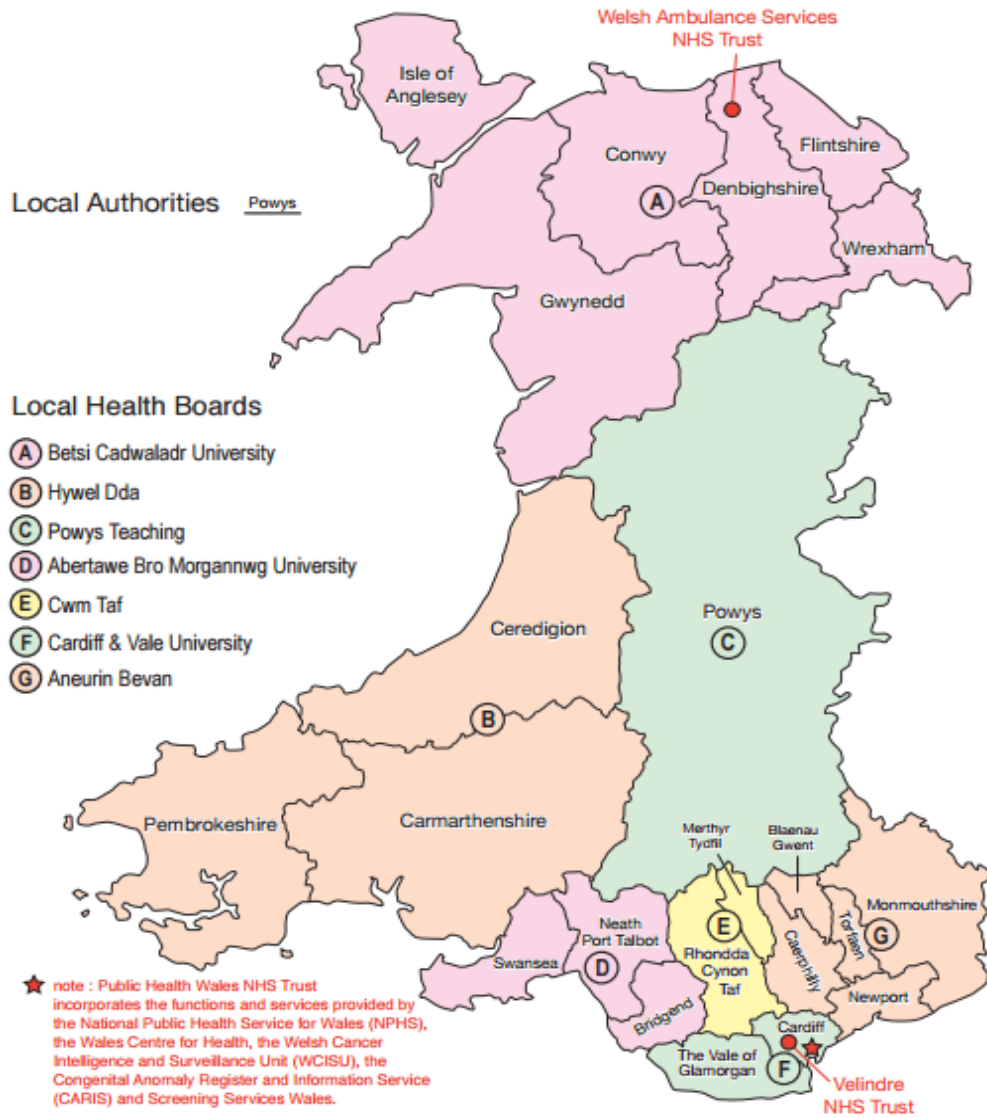 Welsh Ambulance Services
NHS Trust
Isle of
Anglesey
Flintshire
Conwy
Denbighshire
Local Authorities Powys
A
Wrexham
Gwynedd
Local Health Boards
A Betsi Cadwaladr University
B Hywel Dda
C Powys Teaching
D Abertawe Bro Morgannwg University
E Cwm Taf
F Cardiff & Vale University
G Aneurin Bevan
Powys
C
Ceredigion
B
Pembrokeshire
Carmarthenshire
Merthyr
Tydfil
Blaenau
Gwent
Monmouthshire
G
Torfaen
Caerphilly
Newport
Neath
Port Talbot
D
Swansea
Bridgend
E
Rhondda
Cynon
Taf
Cardiff
The Vale of
Glamorgan
F
Velindre
NHS Trust
note : Public Health Wales NHS Trust
incorporates the functions and services provided by
the National Public Health Service for Wales (NPHS),
the Wales Centre for Health, the Welsh Cancer
Intelligence and Surveillance Unit (WCISU), the
Congenital Anomaly Register and Information Service
(CARIS) and Screening Services Wales.